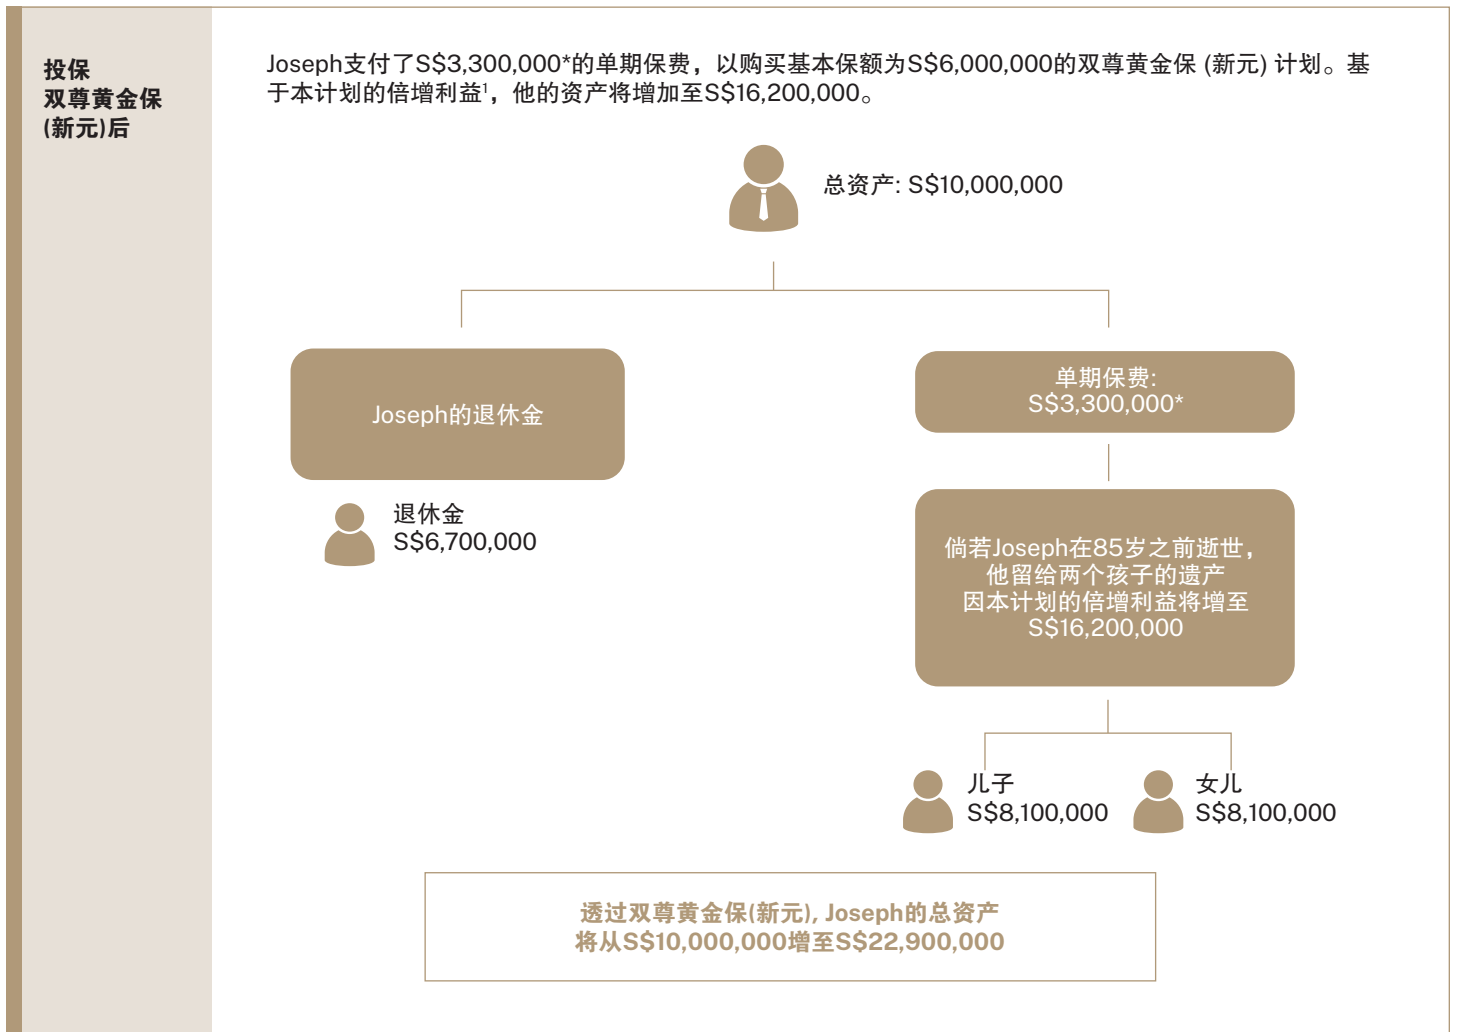 投保
双尊黄金保
(新元)后
Joseph支付了S$3,300,000*的单期保费，以购买基本保额为S$6,000,000的双尊黄金保 (新元) 计划。基
于本计划的倍增利益¹，他的资产将增加至S$16,200,000。
总资产: S$10,000,000
Joseph的退休金
退休金
S$6,700,000
单期保费:
S$3,300,000*
倘若Joseph在85岁之前逝世，
他留给两个孩子的遗产
因本计划的倍增利益将增至
S$16,200,000
儿子
S$8,100,000
女儿
S$8,100,000
透过双尊黄金保(新元), Joseph的总资产
将从S$10,000,000增至S$22,900,000